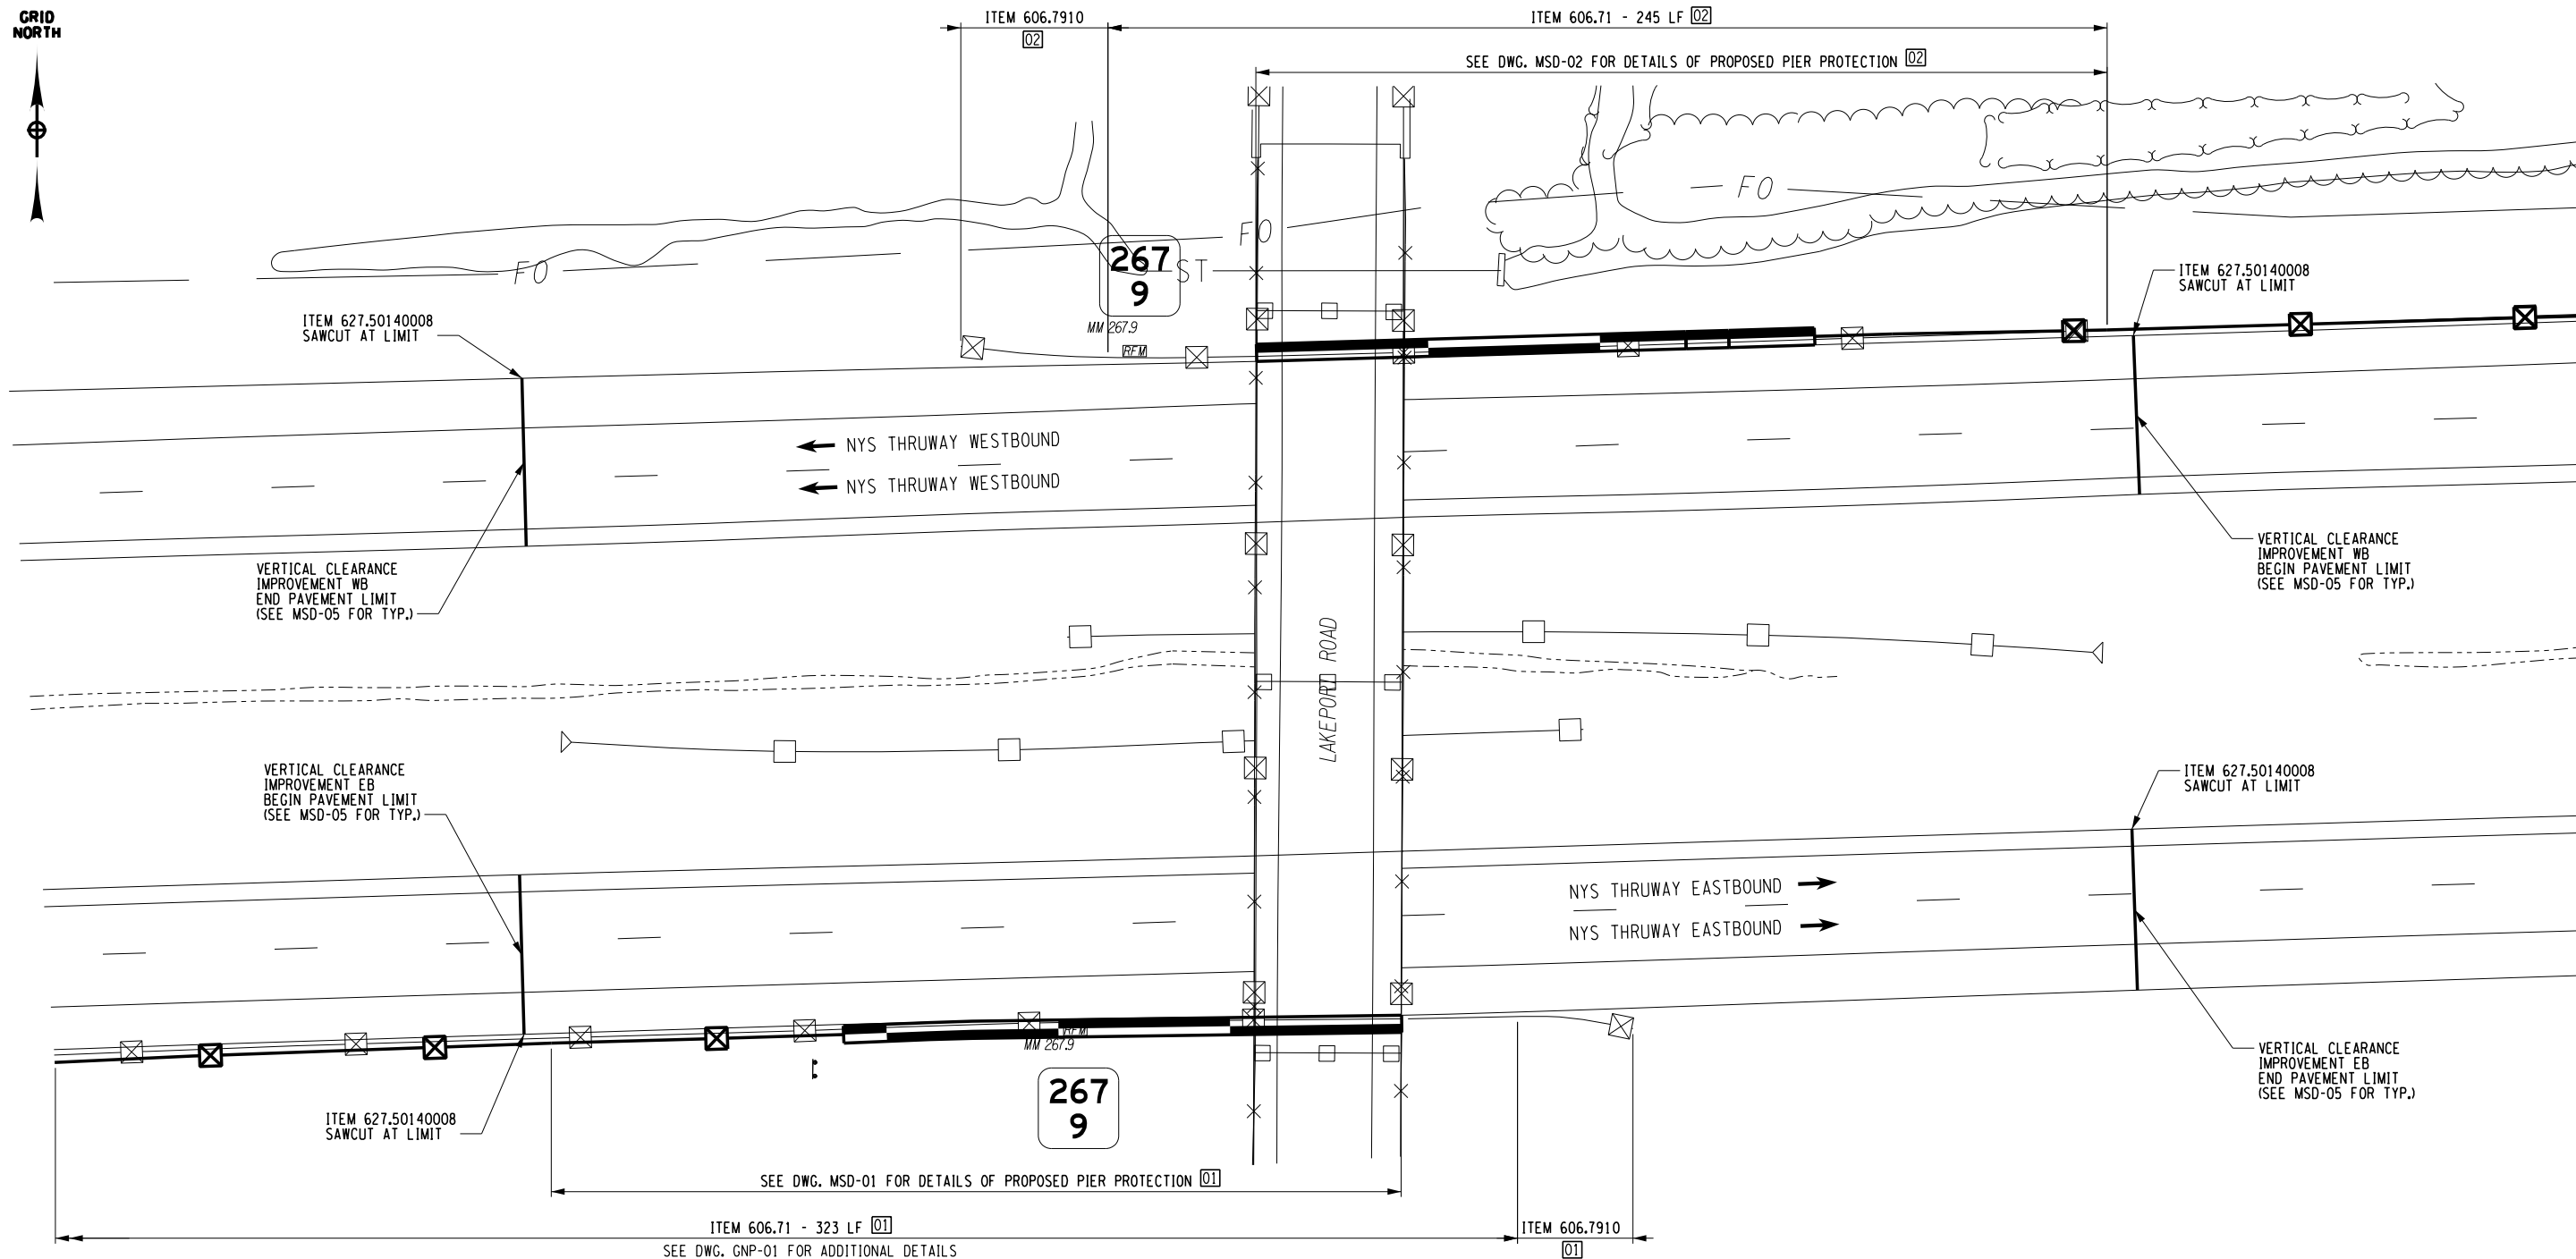 GRID
NORTH
ITEM 606.7910
02
ITEM 606.71 - 245 LF 02
SEE DWG. MSD-02 FOR DETAILS OF PROPOSED PIER PROTECTION 02
FO
FO
FO
267
9
ST
MM 267.9
RFM
ITEM 627.50140008
SAWCUT AT LIMIT
ITEM 627.50140008
SAWCUT AT LIMIT
NYS THRUWAY WESTBOUND
NYS THRUWAY WESTBOUND
VERTICAL CLEARANCE
IMPROVEMENT WB
END PAVEMENT LIMIT
(SEE MSD-05 FOR TYP.)
VERTICAL CLEARANCE
IMPROVEMENT WB
BEGIN PAVEMENT LIMIT
(SEE MSD-05 FOR TYP.)
LAKEPORT ROAD
VERTICAL CLEARANCE
IMPROVEMENT EB
BEGIN PAVEMENT LIMIT
(SEE MSD-05 FOR TYP.)
ITEM 627.50140008
SAWCUT AT LIMIT
NYS THRUWAY EASTBOUND
NYS THRUWAY EASTBOUND
RFM
MM 267.9
267
9
VERTICAL CLEARANCE
IMPROVEMENT EB
END PAVEMENT LIMIT
(SEE MSD-05 FOR TYP.)
ITEM 627.50140008
SAWCUT AT LIMIT
SEE DWG. MSD-01 FOR DETAILS OF PROPOSED PIER PROTECTION 01
ITEM 606.71 - 323 LF 01
SEE DWG. GNP-01 FOR ADDITIONAL DETAILS
ITEM 606.7910
01